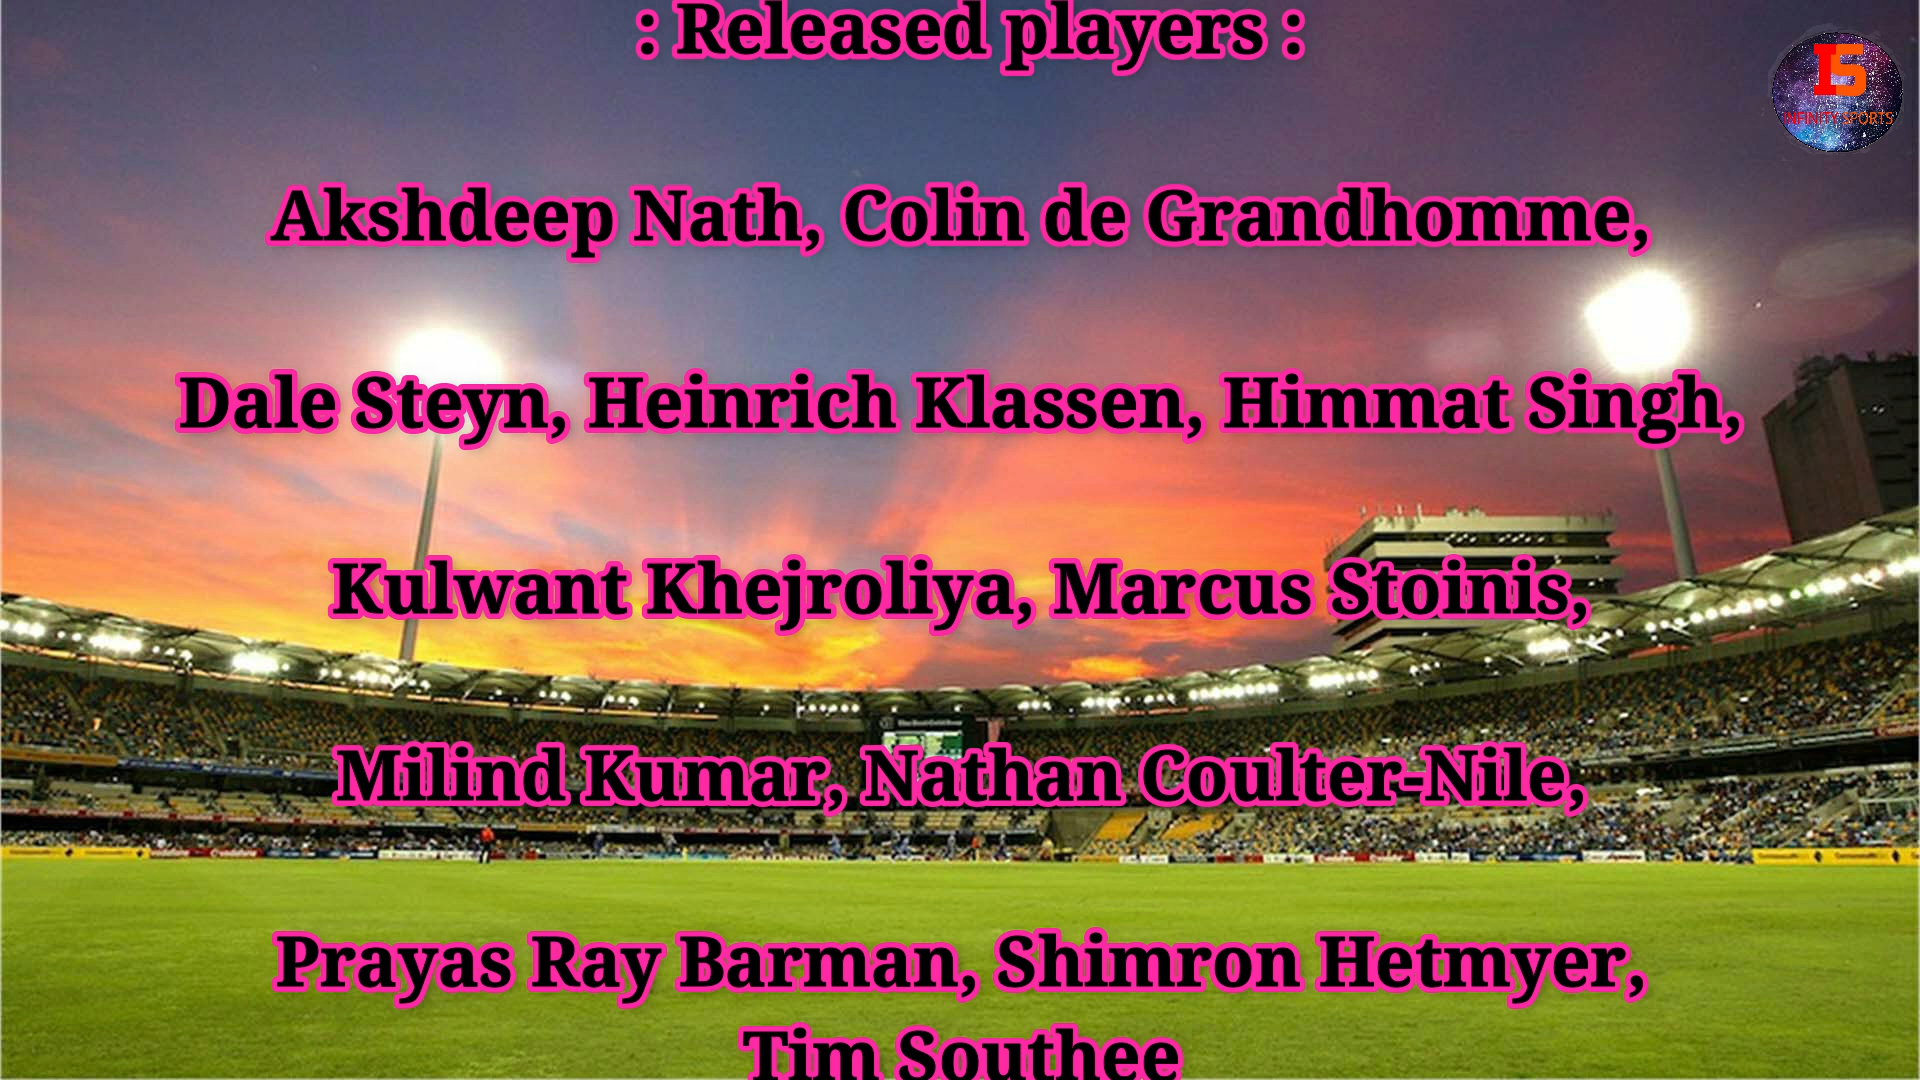 : Released players :
IS
INFINITY SPORTS
Akshdeep Nath, Colin de Grandhomme,
Dale Steyn, Heinrich Klassen, Himmat Singh,
Kulwant Khejroliya, Marcus Stoinis,
Milind Kumar, Nathan Coulter-Nile,
Prayas Ray Barman, Shimron Hetmyer,
Tim Southee